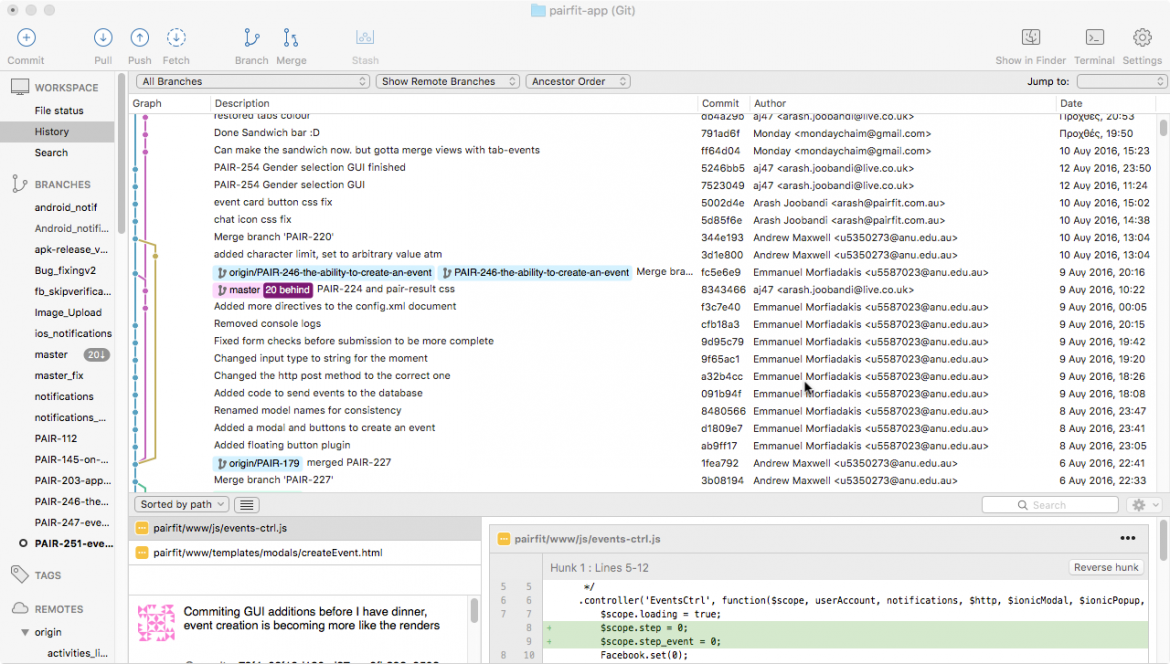 pairfit-app (Git)
Commit Pull Push Fetch Branch Merge Stash Show in Finder Terminal Settings
All Branches Show Remote Branches Ancestor Order Jump to:
WORKSPACE
File status
History
Search
BRANCHES
android_notif
Android_notifi...
apk-release_v...
Bug_fixingv2
fb_skipverifica...
Image_Upload
ios_notifications
master 20↓
master_fix
notifications
notifications_...
PAIR-112
PAIR-145-on-...
PAIR-203-app...
PAIR-246-the...
PAIR-247-eve...
PAIR-251-eve...
TAGS
REMOTES
origin
activities_li...
Graph Description Commit Author Date
restored tabs colour aj47 <arash.joobandi@live.co.uk> Προχθές, 20:53
Done Sandwich bar :D 791ad6f Monday <mondaychaim@gmail.com> Προχθές, 19:50
Can make the sandwich now. but gotta merge views with tab-events ff64d04 Monday <mondaychaim@gmail.com> 10 Αυγ 2016, 15:23
PAIR-254 Gender selection GUI finished 5246bb5 aj47 <arash.joobandi@live.co.uk> 12 Αυγ 2016, 23:50
PAIR-254 Gender selection GUI 7523049 aj47 <arash.joobandi@live.co.uk> 12 Αυγ 2016, 11:24
event card button css fix 5002d4e Arash Joobandi <arash@pairfit.com.au> 10 Αυγ 2016, 15:02
chat icon css fix 5d85f6e Arash Joobandi <arash@pairfit.com.au> 10 Αυγ 2016, 14:38
Merge branch 'PAIR-220' 344e193 Andrew Maxwell <u5350273@anu.edu.au> 10 Αυγ 2016, 13:04
added character limit, set to arbitrary value atm 3d1e800 Andrew Maxwell <u5350273@anu.edu.au> 10 Αυγ 2016, 13:04
origin/PAIR-246-the-ability-to-create-an-event PAIR-246-the-ability-to-create-an-event Merge bra... fc5e6e9 Emmanuel Morfiadakis <u5587023@anu.edu.au> 9 Αυγ 2016, 20:16
master 20 behind PAIR-224 and pair-result css 8343466 aj47 <arash.joobandi@live.co.uk> 9 Αυγ 2016, 10:22
Added more directives to the config.xml document f3c7e40 Emmanuel Morfiadakis <u5587023@anu.edu.au> 9 Αυγ 2016, 00:05
Removed console logs cfb18a3 Emmanuel Morfiadakis <u5587023@anu.edu.au> 9 Αυγ 2016, 20:15
Fixed form checks before submission to be more complete 9d95c79 Emmanuel Morfiadakis <u5587023@anu.edu.au> 9 Αυγ 2016, 19:42
Changed input type to string for the moment 9f65ac1 Emmanuel Morfiadakis <u5587023@anu.edu.au> 9 Αυγ 2016, 19:20
Changed the http post method to the correct one a32b4cc Emmanuel Morfiadakis <u5587023@anu.edu.au> 9 Αυγ 2016, 18:26
Added code to send events to the database 091b94f Emmanuel Morfiadakis <u5587023@anu.edu.au> 9 Αυγ 2016, 18:08
Renamed model names for consistency 8480566 Emmanuel Morfiadakis <u5587023@anu.edu.au> 8 Αυγ 2016, 23:47
Added a modal and buttons to create an event d1809e7 Emmanuel Morfiadakis <u5587023@anu.edu.au> 8 Αυγ 2016, 23:41
Added floating button plugin ab9ff17 Emmanuel Morfiadakis <u5587023@anu.edu.au> 8 Αυγ 2016, 23:05
origin/PAIR-179 merged PAIR-227 1fea792 Andrew Maxwell <u5350273@anu.edu.au> 6 Αυγ 2016, 22:41
Merge branch 'PAIR-227' 3b08194 Andrew Maxwell <u5350273@anu.edu.au> 6 Αυγ 2016, 22:33
Sorted by path Search
pairfit/www/js/events-ctrl.js
pairfit/www/templates/modals/createEvent.html
Commiting GUI additions before I have dinner,
event creation is becoming more like the renders
pairfit/www/js/events-ctrl.js
Hunk 1 : Lines 5-12 Reverse hunk
5 5 */
6 6 .controller('EventsCtrl', function($scope, userAccount, notifications, $http, $ionicModal, $ionicPopup,
7 7 $scope.loading = true;
8 + $scope.step = 0;
9 + $scope.step_event = 0;
8 10 Facebook.set(0);